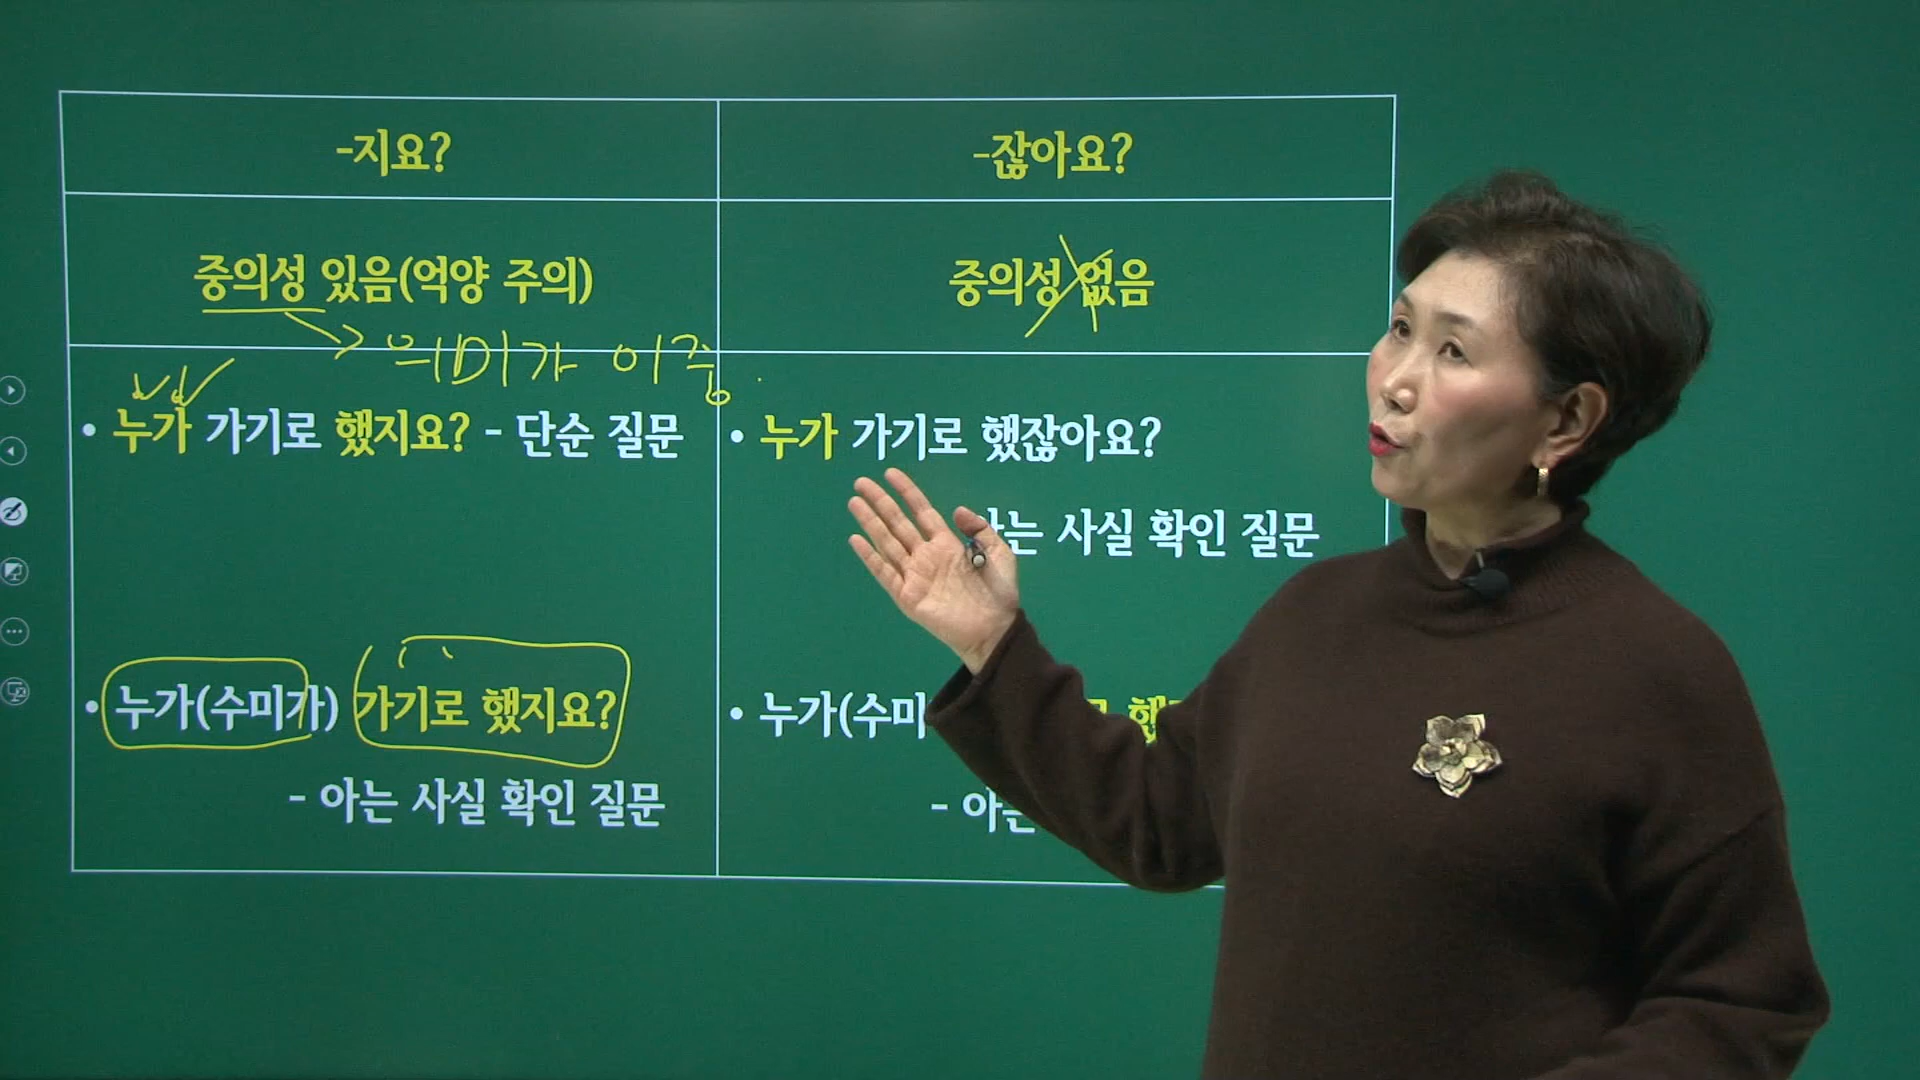 -지요?
-잖아요?
중의성 있음(억양 주의)
중의성 없음
의미가 이중.
• 누가 가기로 했지요? - 단순 질문
• 누가 가기로 했잖아요?
아는 사실 확인 질문
• 누가(수미가) 가기로 했지요?
- 아는 사실 확인 질문
• 누가(수미
- 아는